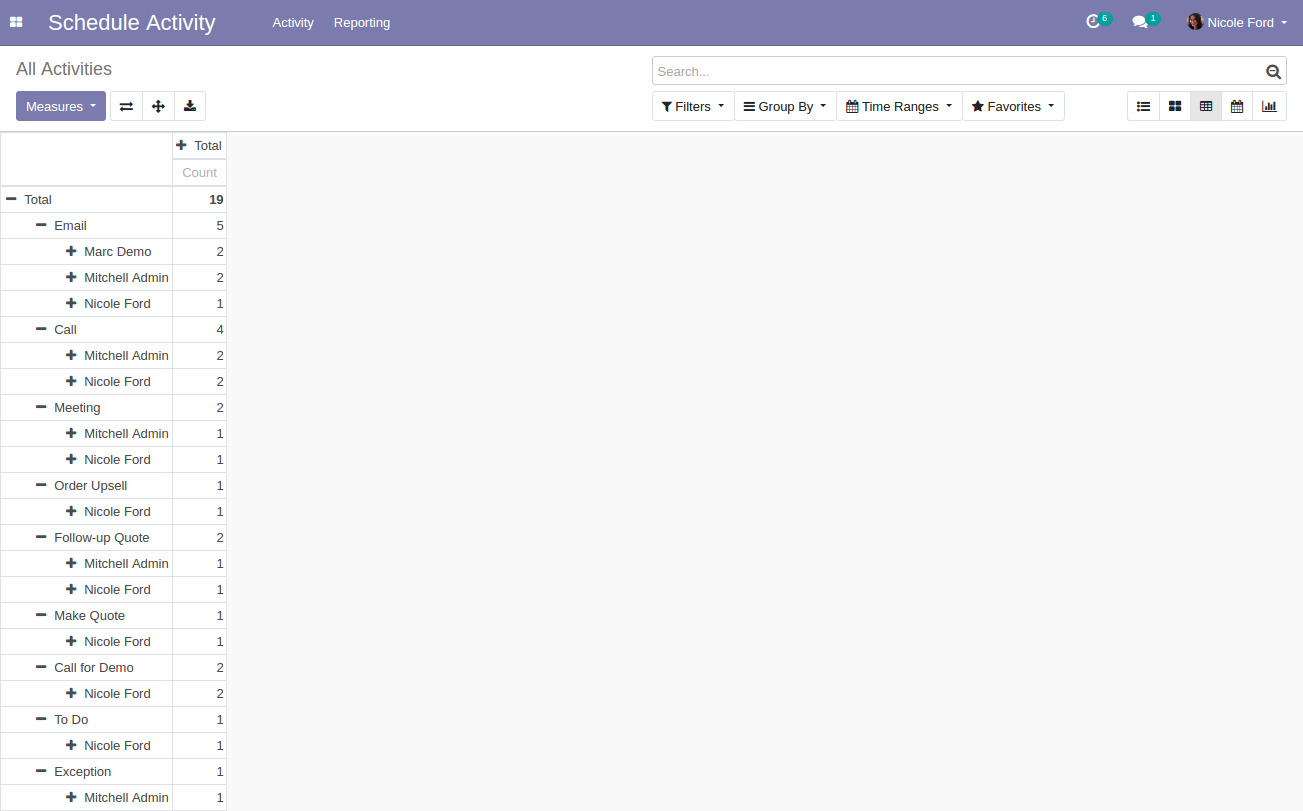 Schedule Activity Activity Reporting 6 1 Nicole Ford
All Activities Search...
Measures Filters Group By Time Ranges Favorites
Total
Count
Total 19
Email 5
Marc Demo 2
Mitchell Admin 2
Nicole Ford 1
Call 4
Mitchell Admin 2
Nicole Ford 2
Meeting 2
Mitchell Admin 1
Nicole Ford 1
Order Upsell 1
Nicole Ford 1
Follow-up Quote 2
Mitchell Admin 1
Nicole Ford 1
Make Quote 1
Nicole Ford 1
Call for Demo 2
Nicole Ford 2
To Do 1
Nicole Ford 1
Exception 1
Mitchell Admin 1